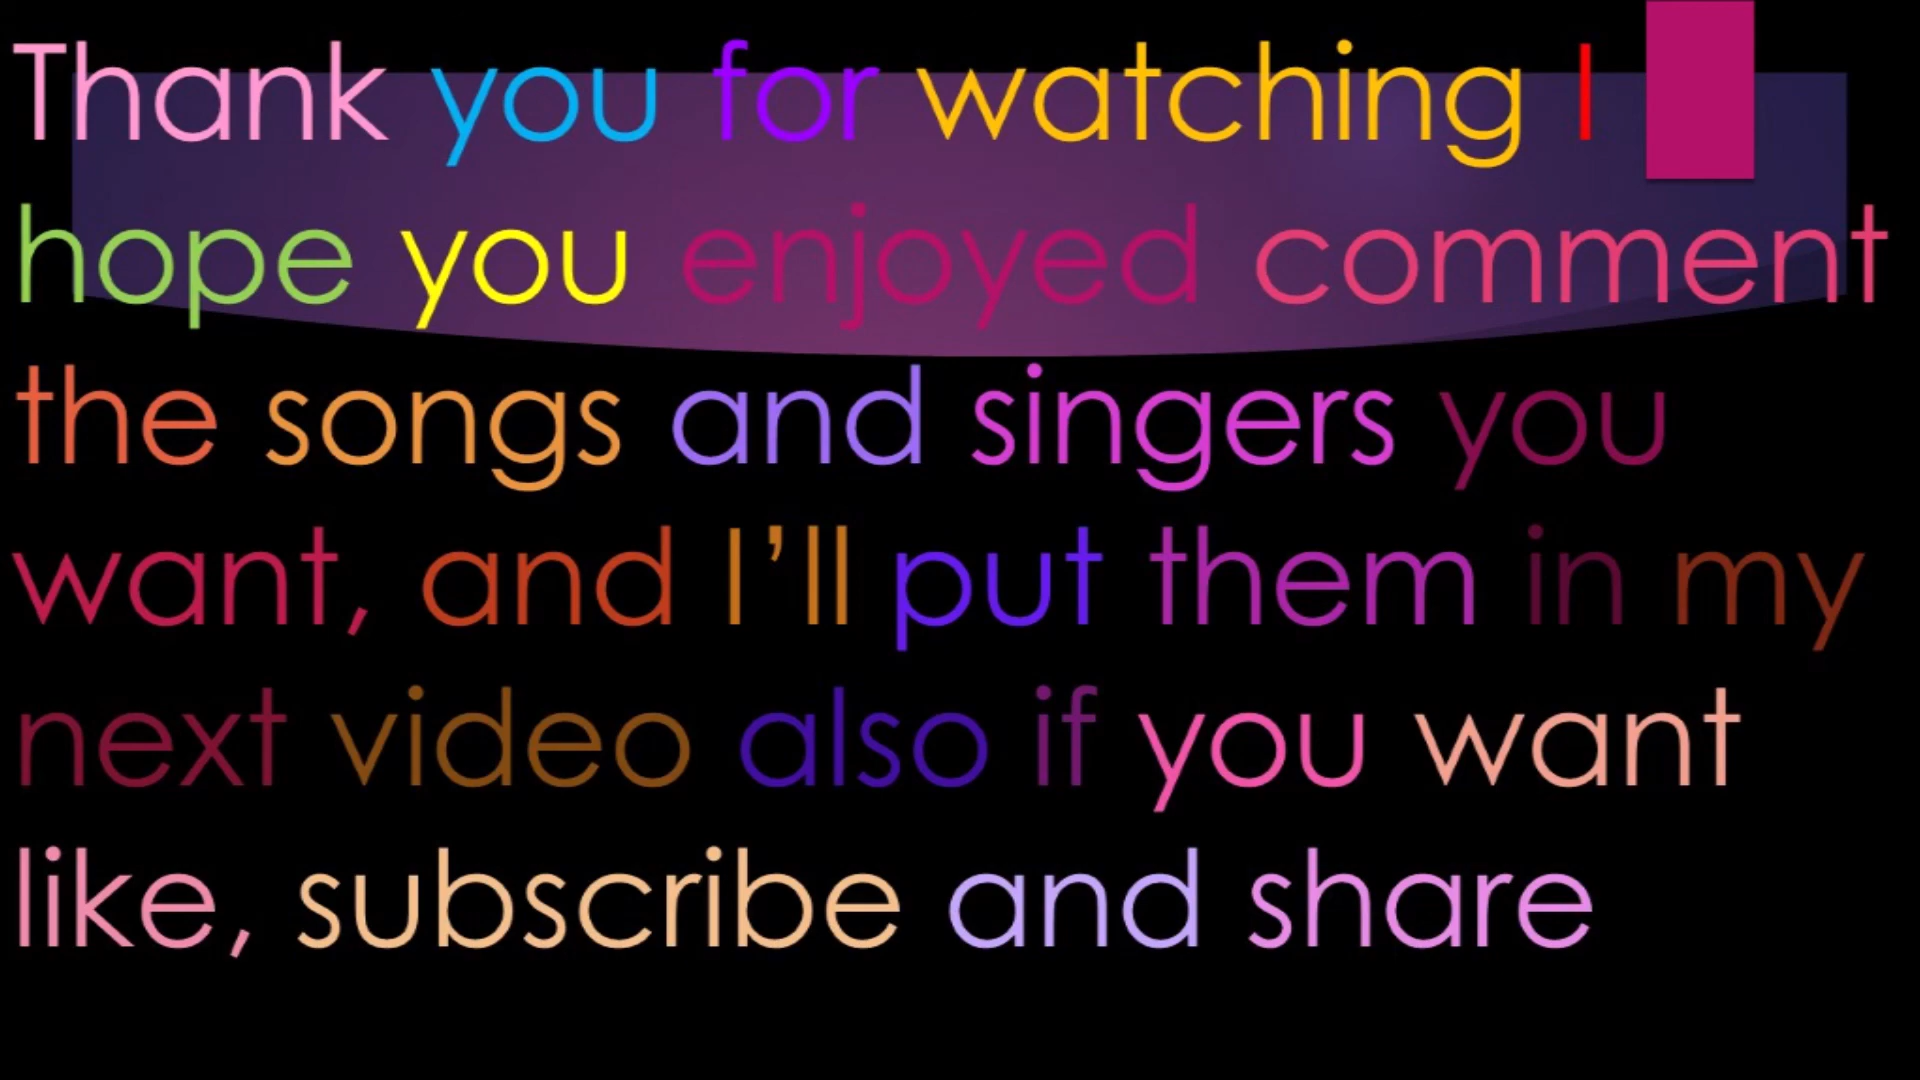 Thank you for watching I
hope you enjoyed comment
the songs and singers you
want, and I’ll put them in my
next video also if you want
like, subscribe and share